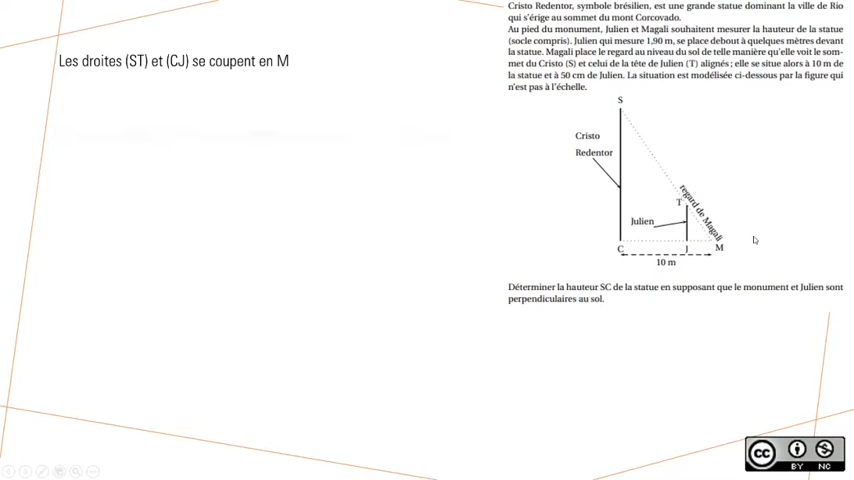 Les droites (ST) et (CJ) se coupent en M
Cristo Redentor, symbole brésilien, est une grande statue dominant la ville de Rio
qui s'érige au sommet du mont Corcovado.
Au pied du monument, Julien et Magali souhaitent mesurer la hauteur de la statue
(socle compris). Julien qui mesure 1,90 m, se place debout à quelques mètres devant
la statue. Magali place le regard au niveau du sol de telle manière qu'elle voit le som-
met du Cristo (S) et celui de la tête de Julien (T) alignés ; elle se situe alors à 10 m de
la statue et à 50 cm de Julien. La situation est modélisée ci-dessous par la figure qui
n'est pas à l'échelle.
S
Cristo
Redentor
T
regard de Magali
Julien
C
J
M
10 m
Déterminer la hauteur SC de la statue en supposant que le monument et Julien sont
perpendiculaires au sol.
cc
BY NC